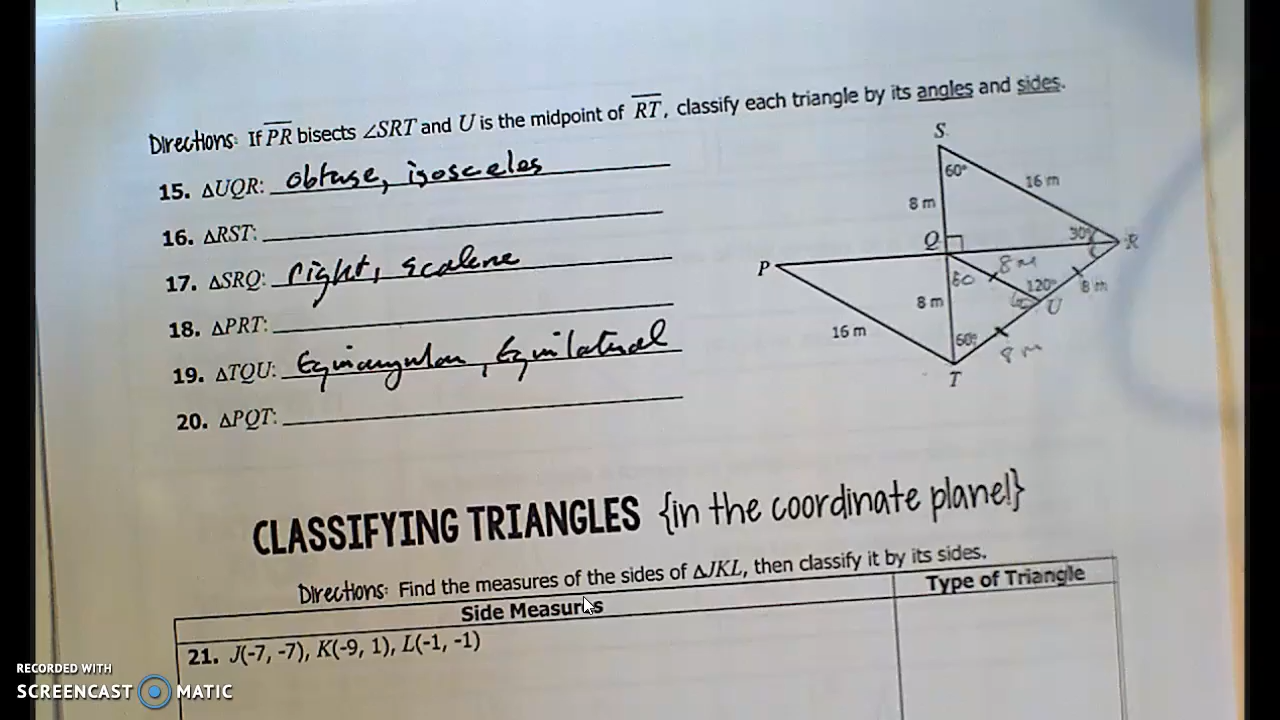 Directions: If PR bisects ∠SRT and U is the midpoint of RT, classify each triangle by its angles and sides.
15. ΔUQR: obtuse, isosceles
16. ΔRST:
17. ΔSRQ: right, scalene
18. ΔPRT:
19. ΔTQU: Equiangular, Equilateral
20. ΔPQT:
S
60°
16 m
8 m
Q
30°
R
P
60
8 m
120°
8 m
U
8 m
16 m
60°
8 m
T
CLASSIFYING TRIANGLES {in the coordinate plane!}
Directions: Find the measures of the sides of ΔJKL, then classify it by its sides.
Side Measures
Type of Triangle
21. J(-7, -7), K(-9, 1), L(-1, -1)
RECORDED WITH
SCREENCAST MATIC